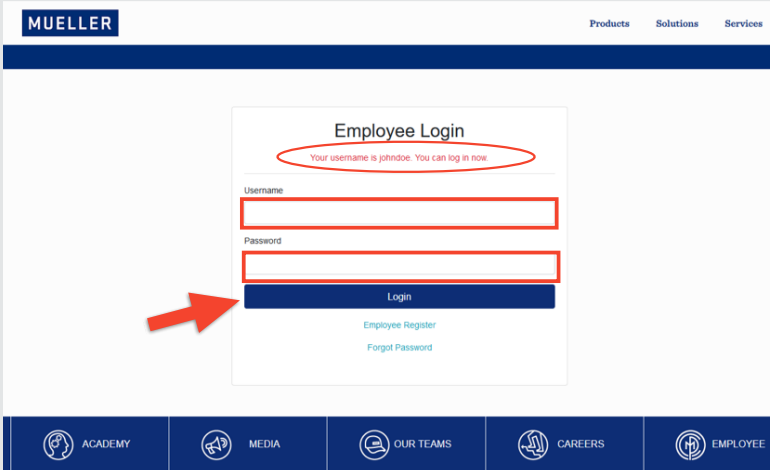 MUELLER
Products Solutions Services
Employee Login
Your username is johndoe. You can log in now.
Username
Password
Login
Employee Register
Forgot Password
ACADEMY MEDIA OUR TEAMS CAREERS EMPLOYEE